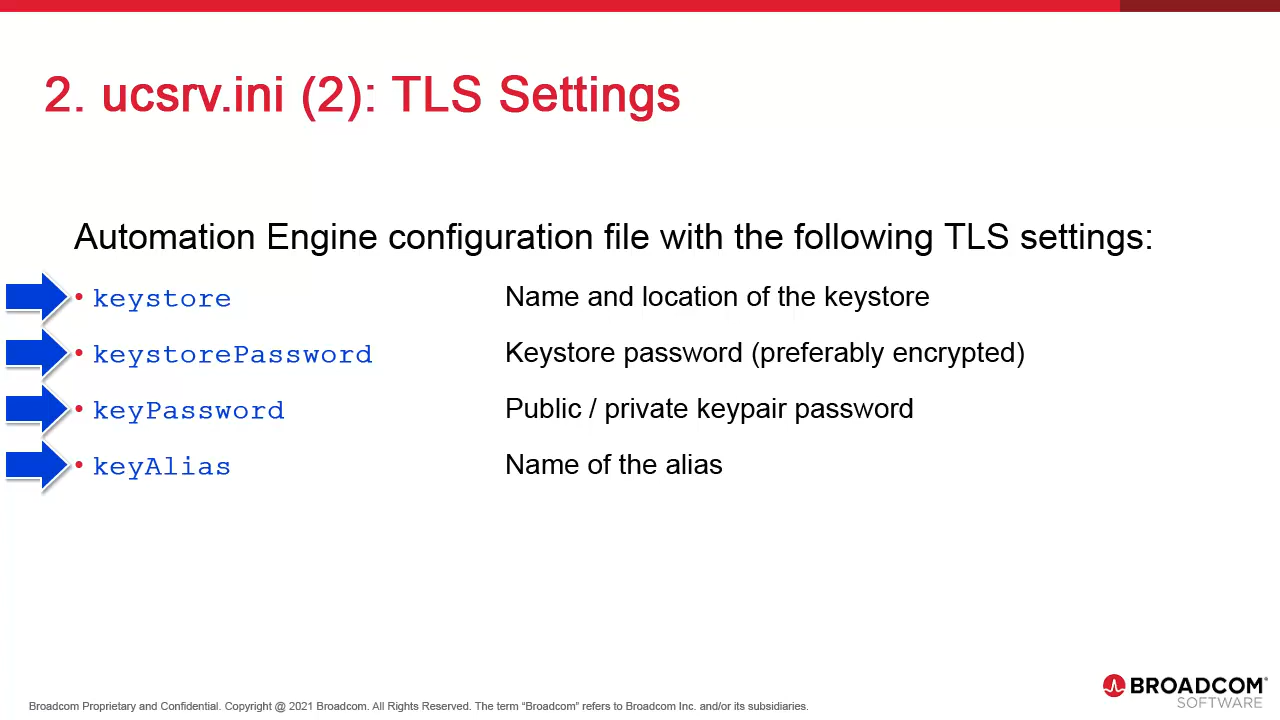 2. ucsrv.ini (2): TLS Settings
Automation Engine configuration file with the following TLS settings:
• keystore Name and location of the keystore
• keystorePassword Keystore password (preferably encrypted)
• keyPassword Public / private keypair password
• keyAlias Name of the alias
BROADCOM®
SOFTWARE
Broadcom Proprietary and Confidential. Copyright @ 2021 Broadcom. All Rights Reserved. The term “Broadcom” refers to Broadcom Inc. and/or its subsidiaries.